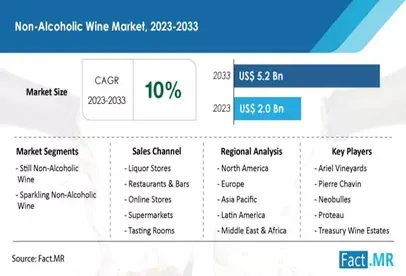 Non-Alcoholic Wine Market, 2023-2033
Market Size
CAGR
2023-2033
10%
2033
US$ 5.2 Bn
2023
US$ 2.0 Bn
Market Segments
- Still Non-Alcoholic
Wine
- Sparkling Non-Alcoholic
Wine
Sales Channel
- Liquor Stores
- Restaurants & Bars
- Online Stores
- Supermarkets
- Tasting Rooms
Regional Analysis
- North America
- Europe
- Asia Pacific
- Latin America
- Middle East & Africa
Key Players
- Ariel Vineyards
- Pierre Chavin
- Neobulles
- Proteau
- Treasury Wine Estates
Source: Fact.MR
Fact.MR